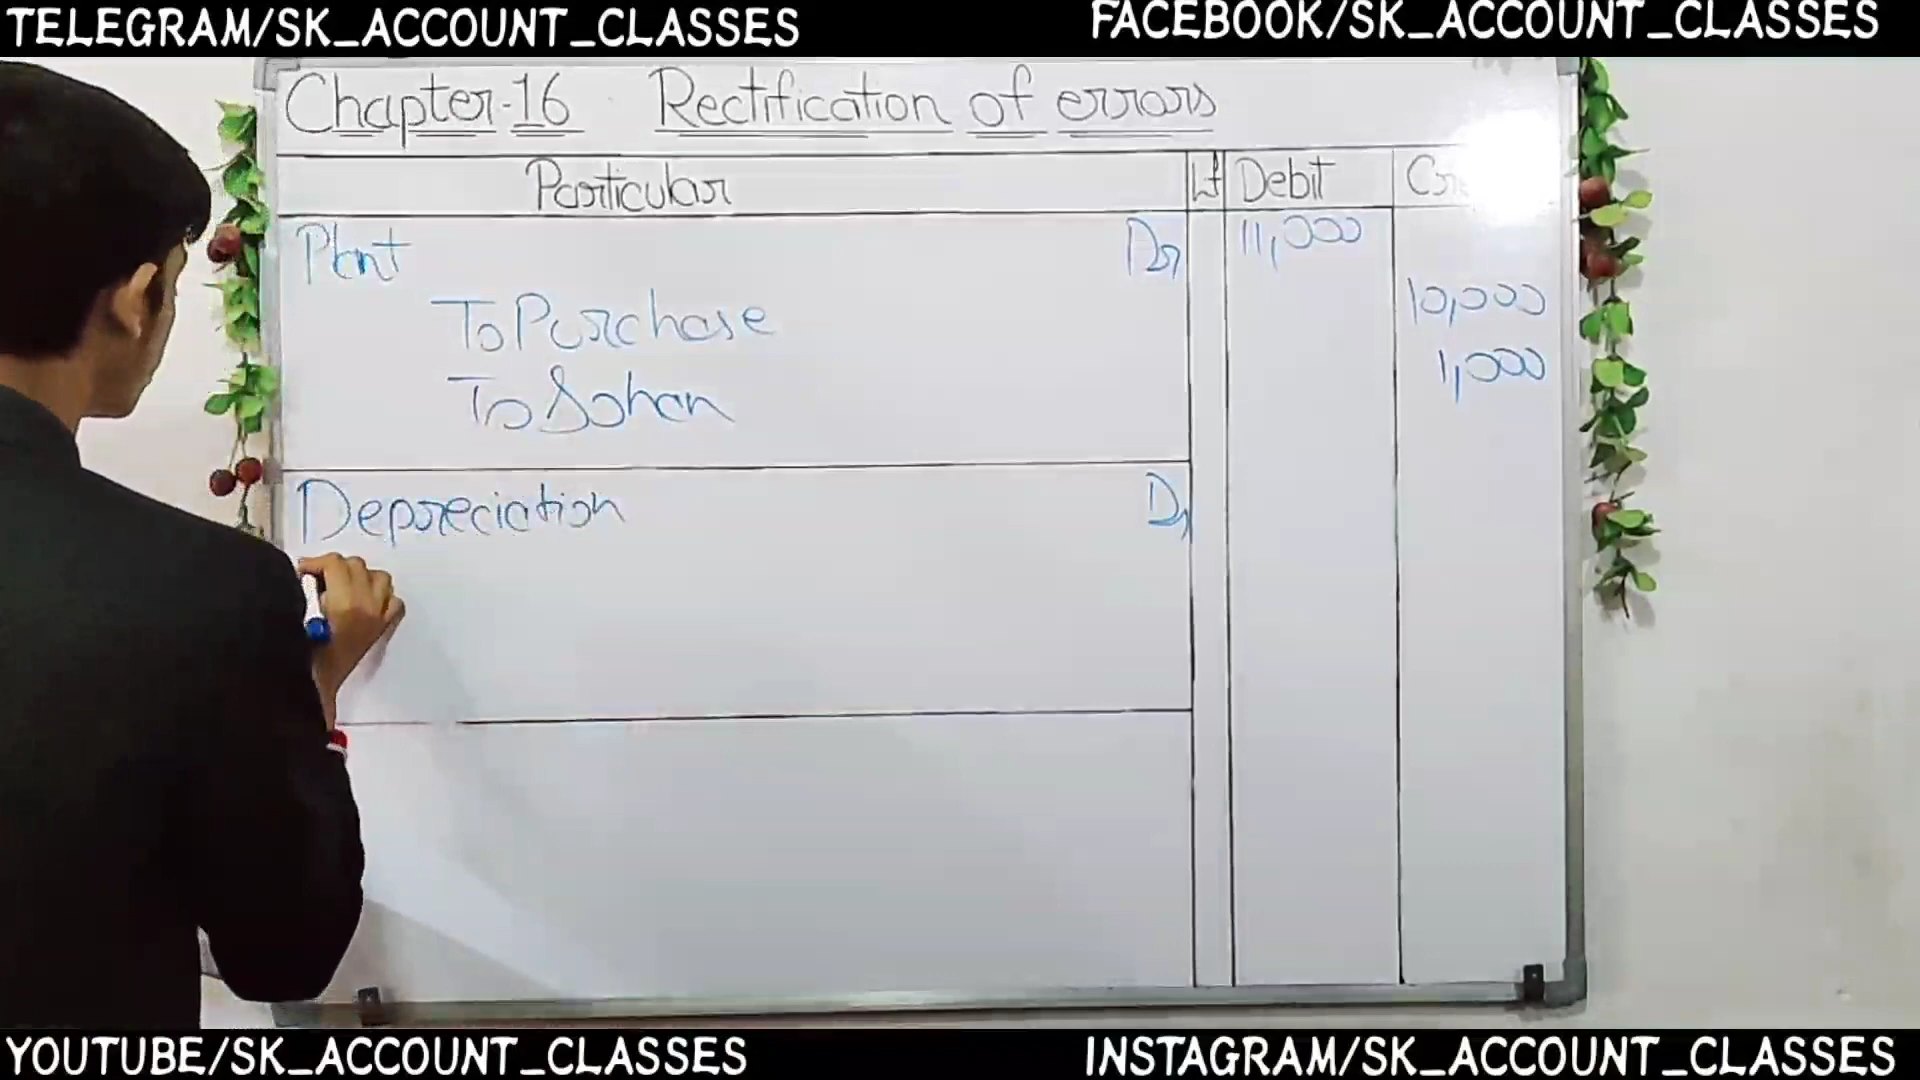 TELEGRAM/SK_ACCOUNT_CLASSES
FACEBOOK/SK_ACCOUNT_CLASSES
Chapter-16 Rectification of errors
Particular Lf Debit
Plant Dr 11,000
To Purchase 10,000
To Sohan 1,000
Depreciation Dr
YOUTUBE/SK_ACCOUNT_CLASSES
INSTAGRAM/SK_ACCOUNT_CLASSES